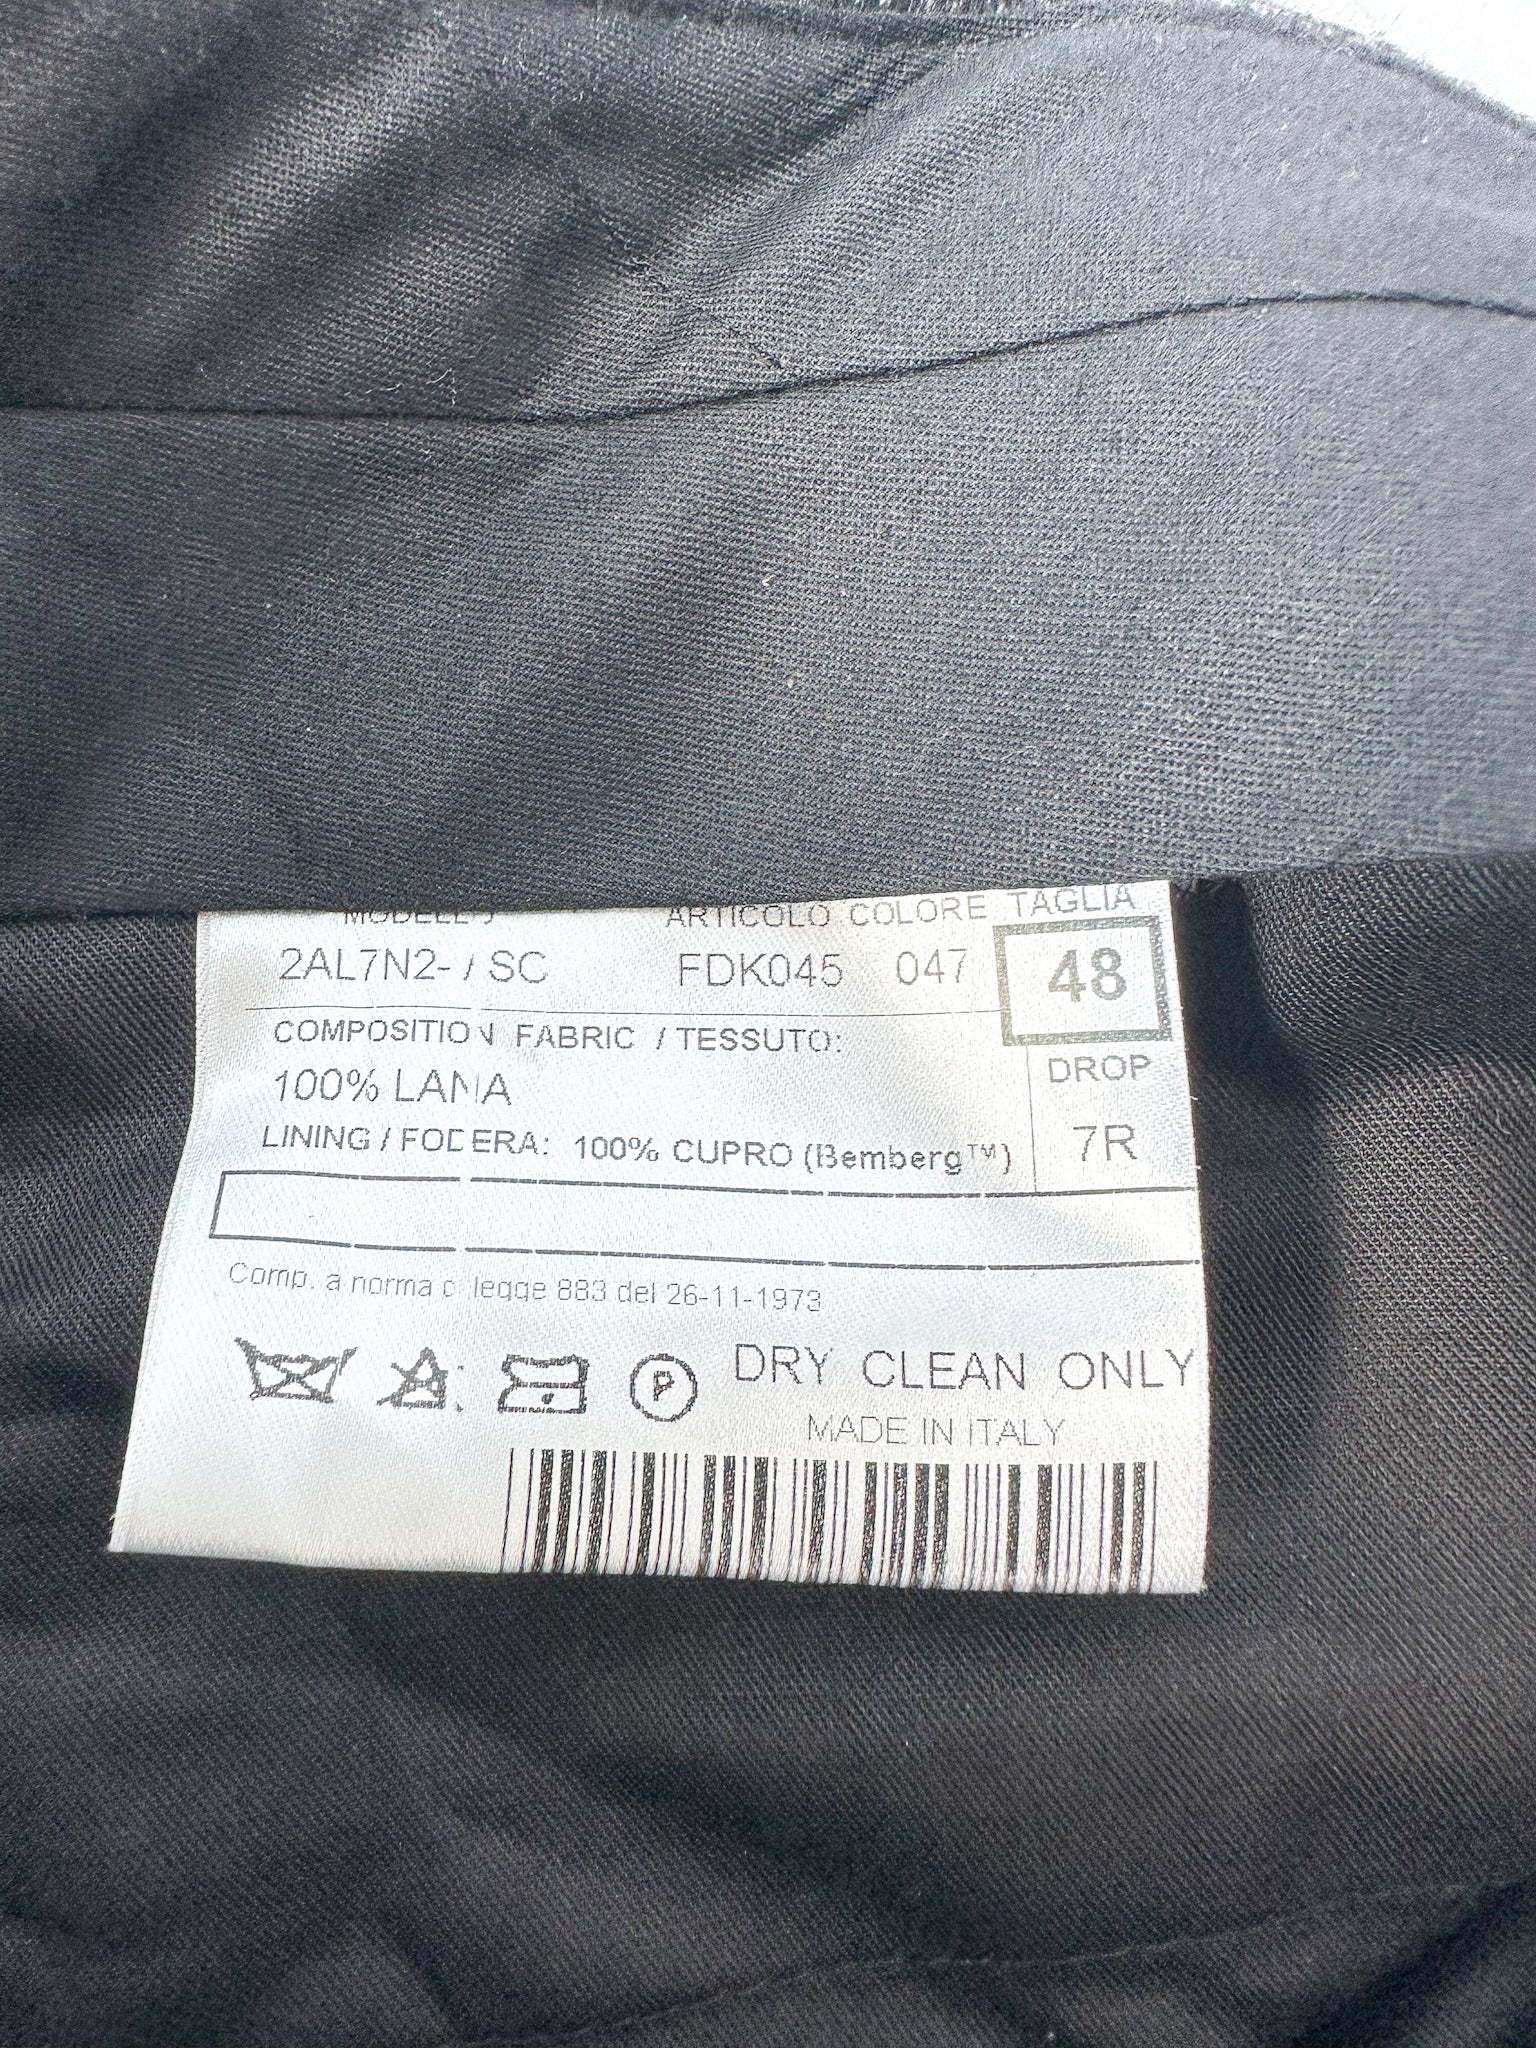 MODELLO ARTICOLO COLORE TAGLIA
2AL7N2- / SC FDK045 047 48
COMPOSITION FABRIC / TESSUTO:
100% LANA
DROP
7R
LINING / FODERA: 100% CUPRO (Bemberg™)
Comp. a norma di legge 883 del 26-11-1973
P DRY CLEAN ONLY
MADE IN ITALY